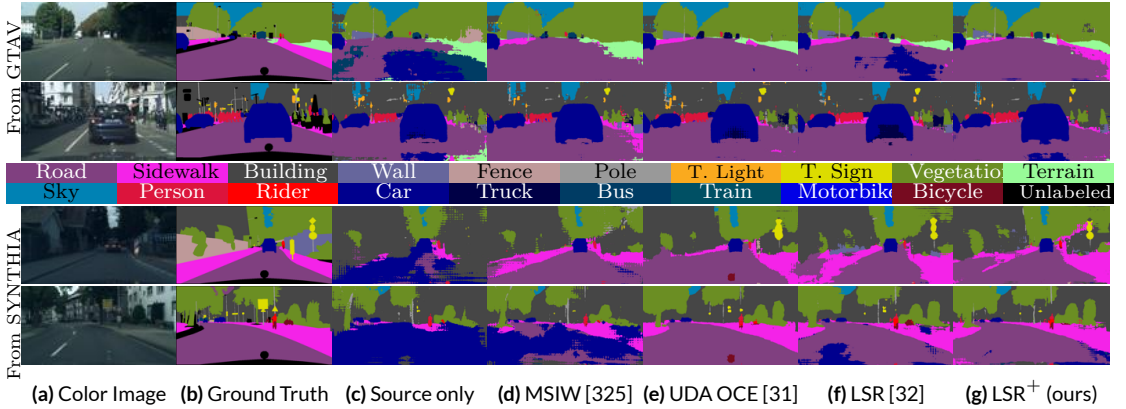 From GTAV
Road Sidewalk Building Wall Fence Pole T. Light T. Sign Vegetation Terrain
Sky Person Rider Car Truck Bus Train Motorbike Bicycle Unlabeled
From SYNTHIA
(a) Color Image (b) Ground Truth (c) Source only (d) MSIW [325] (e) UDA OCE [31] (f) LSR [32] (g) LSR+ (ours)